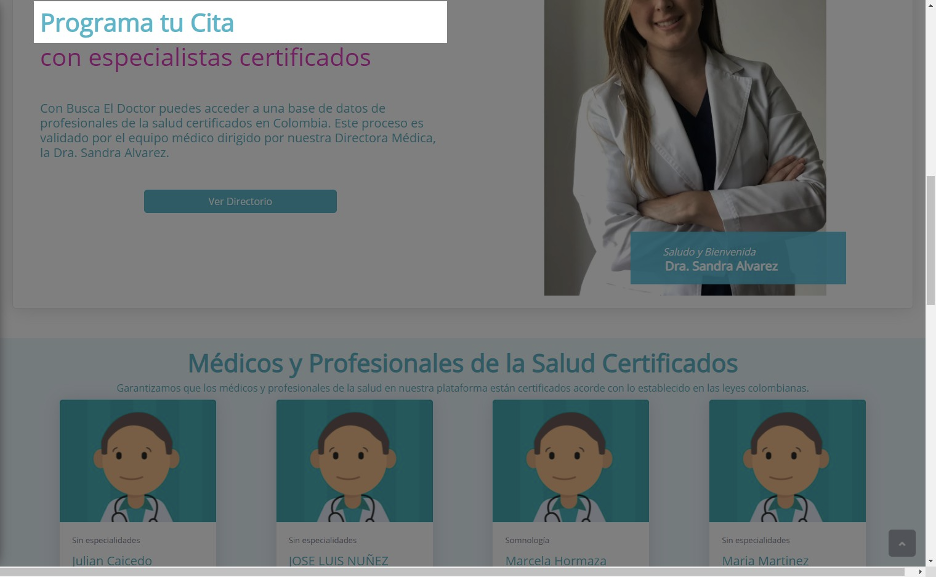 Programa tu Cita
con especialistas certificados
Con Busca El Doctor puedes acceder a una base de datos de
profesionales de la salud certificados en Colombia. Este proceso es
validado por el equipo médico dirigido por nuestra Directora Médica,
la Dra. Sandra Alvarez.
Ver Directorio
Saludo y Bienvenida
Dra. Sandra Alvarez
Médicos y Profesionales de la Salud Certificados
Garantizamos que los médicos y profesionales de la salud en nuestra plataforma están certificados acorde con lo establecido en las leyes colombianas.
Sin especialidades
Julian Caicedo
Sin especialidades
JOSE LUIS NUÑEZ
Somnología
Marcela Hormaza
Sin especialidades
Maria Martinez